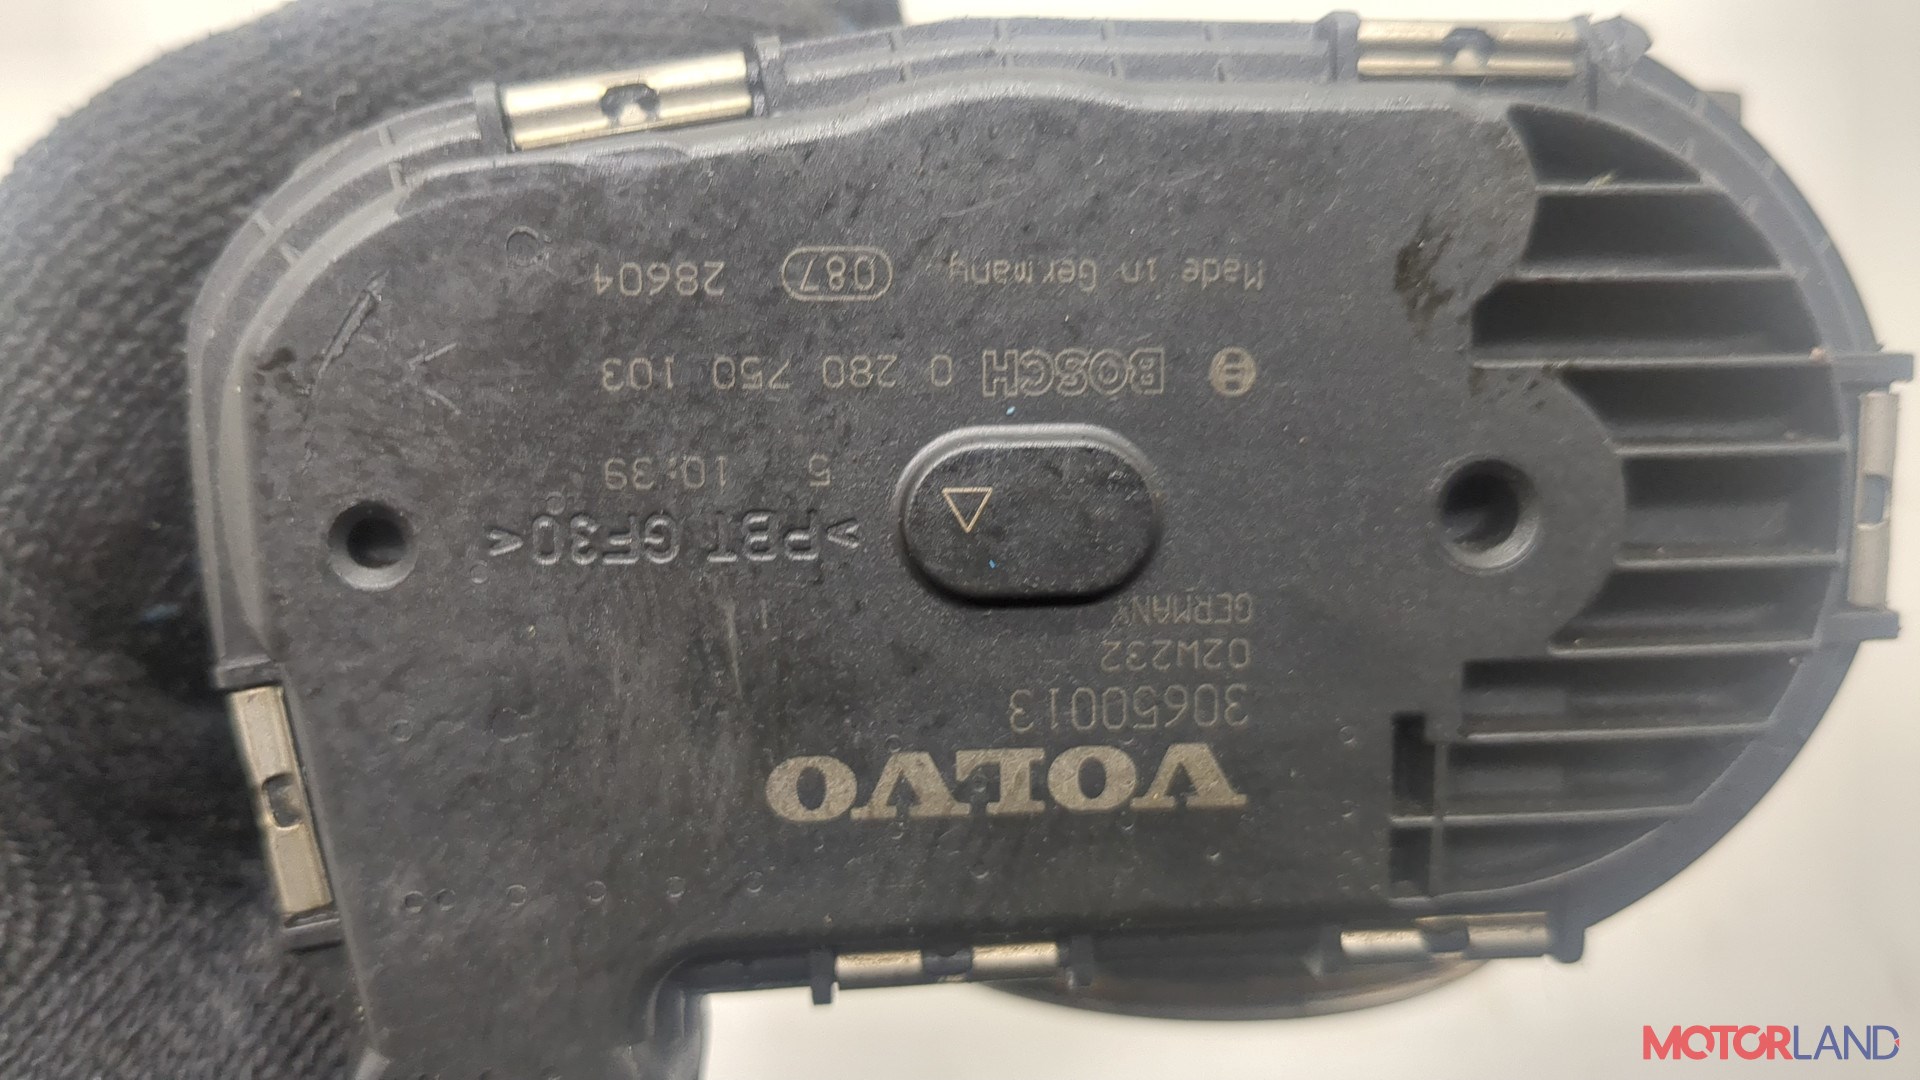 VOLVO
30650013
02W232
GERMANY
>PBT GF30<
5 10:39
BOSCH 0 280 750 103
Made in Germany 087 28604
MOTORLAND